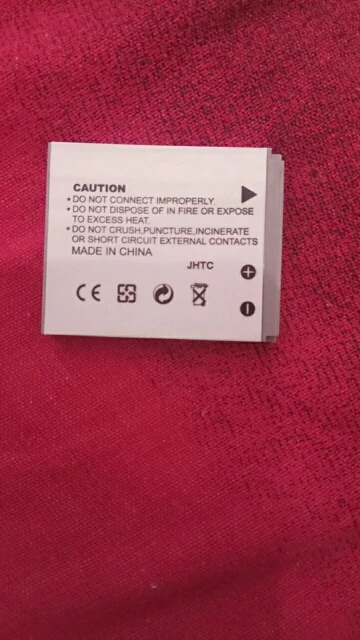 CAUTION
• DO NOT CONNECT IMPROPERLY.
• DO NOT DISPOSE OF IN FIRE OR EXPOSE
TO EXCESS HEAT.
• DO NOT CRUSH,PUNCTURE,INCINERATE
OR SHORT CIRCUIT EXTERNAL CONTACTS
MADE IN CHINA
JHTC
CE